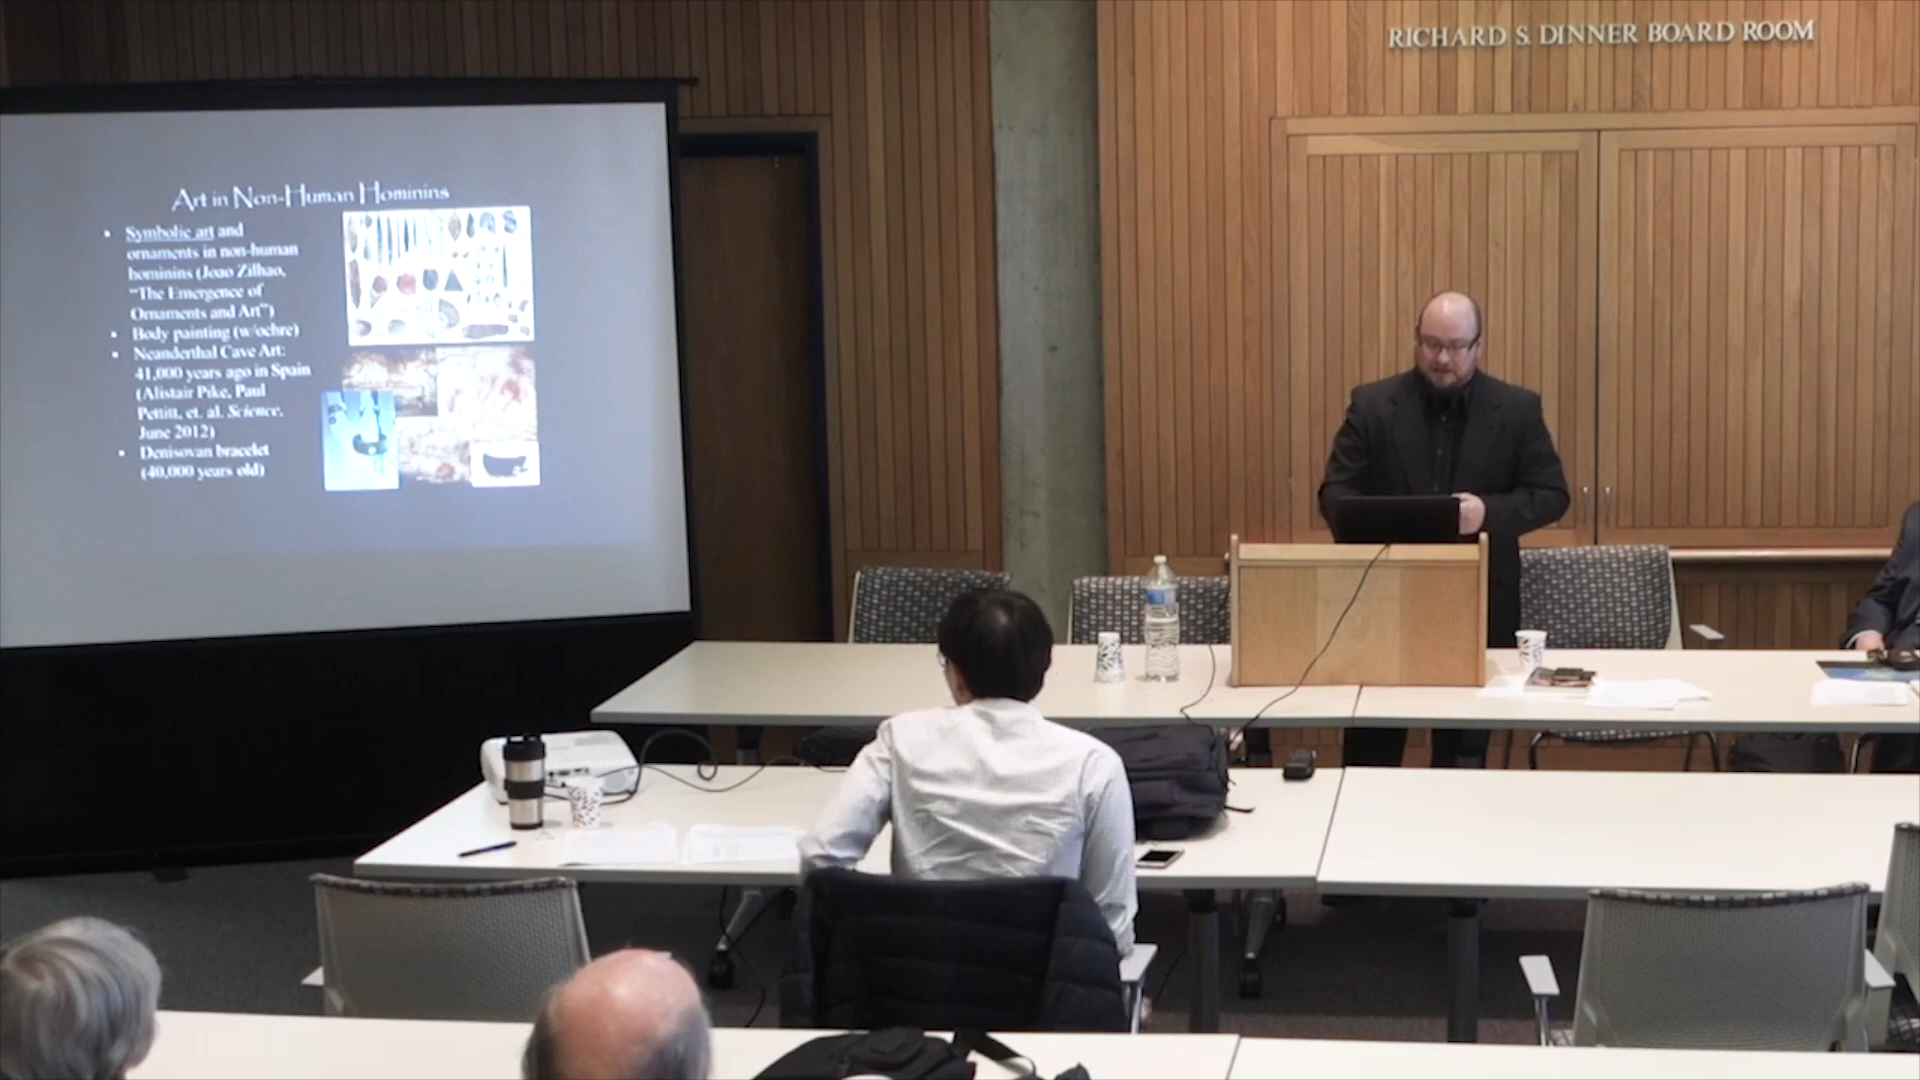 RICHARD S. DINNER BOARD ROOM
Art in Non-Human Hominins
• Symbolic art and
ornaments in non-human
hominins (Joao Zilhao,
"The Emergence of
Ornaments and Art")
• Body painting (w/ochre)
• Neanderthal Cave Art:
41,000 years ago in Spain
(Alistair Pike, Paul
Pettitt, et. al. Science,
June 2012)
• Denisovan bracelet
(40,000 years old)